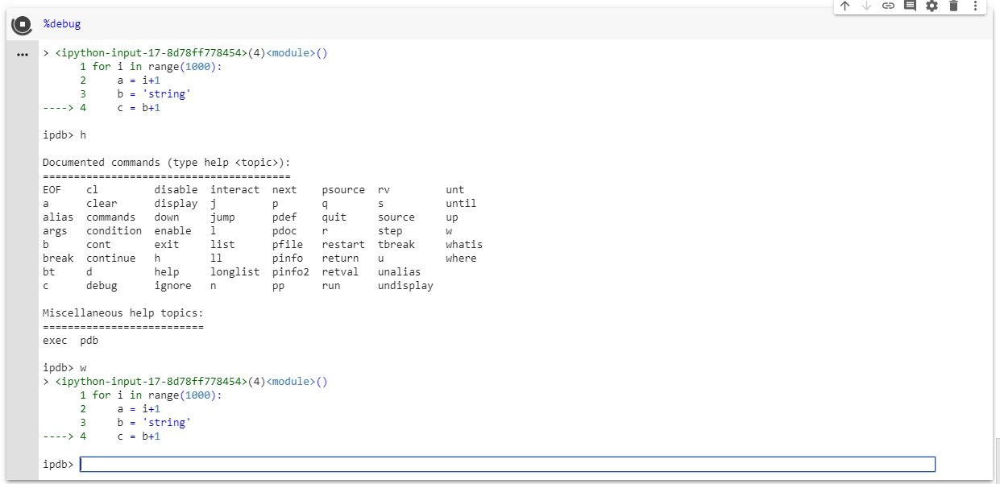 %debug
> <ipython-input-17-8d78ff778454>(4)<module>()
      1 for i in range(1000):
      2     a = i+1
      3     b = 'string'
----> 4     c = b+1
ipdb> h
Documented commands (type help <topic>):
========================================
EOF    cl         disable  interact  next    psource  rv         unt
a      clear      display  j         p       q        s          until
alias  commands   down     jump      pdef    quit     source     up
args   condition  enable   l         pdoc    r        step       w
b      cont       exit     list      pfile   restart  tbreak     whatis
break  continue   h        ll        pinfo   return   u          where
bt     d          help     longlist  pinfo2  retval   unalias
c      debug      ignore   n         pp      run      undisplay
Miscellaneous help topics:
==========================
exec  pdb
ipdb> w
> <ipython-input-17-8d78ff778454>(4)<module>()
      1 for i in range(1000):
      2     a = i+1
      3     b = 'string'
----> 4     c = b+1
ipdb>